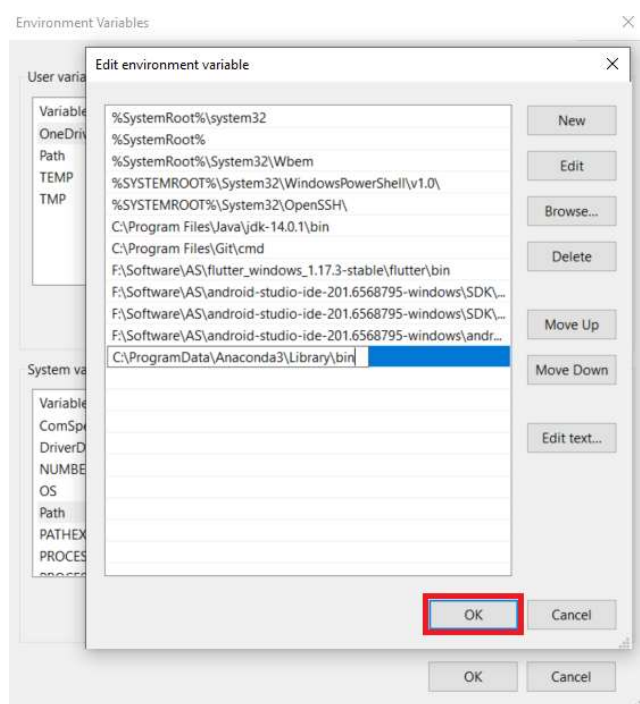 Environment Variables
Edit environment variable
User varia
Variable
OneDriv
Path
TEMP
TMP
%SystemRoot%\system32
%SystemRoot%
%SystemRoot%\System32\Wbem
%SYSTEMROOT%\System32\WindowsPowerShell\v1.0\
%SYSTEMROOT%\System32\OpenSSH\
C:\Program Files\Java\jdk-14.0.1\bin
C:\Program Files\Git\cmd
F:\Software\AS\flutter_windows_1.17.3-stable\flutter\bin
F:\Software\AS\android-studio-ide-201.6568795-windows\SDK\...
F:\Software\AS\android-studio-ide-201.6568795-windows\SDK\...
F:\Software\AS\android-studio-ide-201.6568795-windows\andr...
C:\ProgramData\Anaconda3\Library\bin
New
Edit
Browse...
Delete
Move Up
Move Down
Edit text...
System va
Variable
ComSpe
DriverD
NUMBE
OS
Path
PATHEX
PROCES
OK
Cancel
OK
Cancel